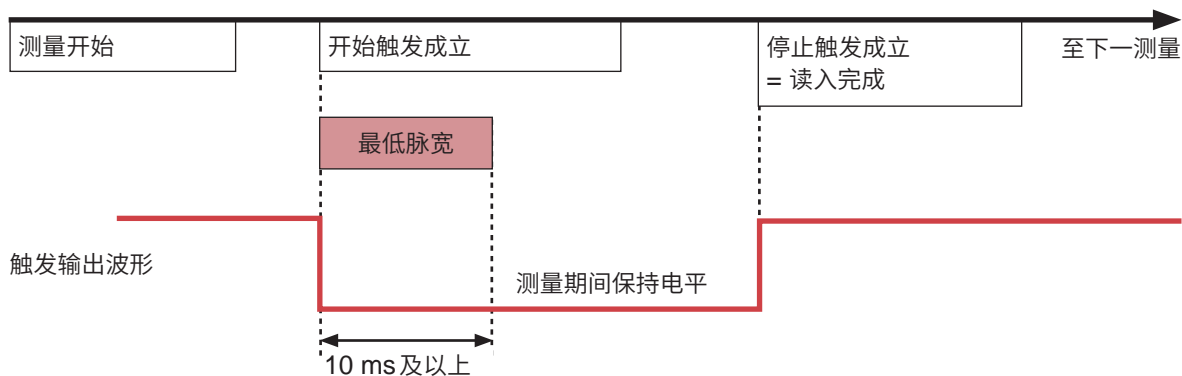 测量开始
开始触发成立
停止触发成立
= 读入完成
至下一测量
最低脉宽
触发输出波形
测量期间保持电平
10 ms及以上